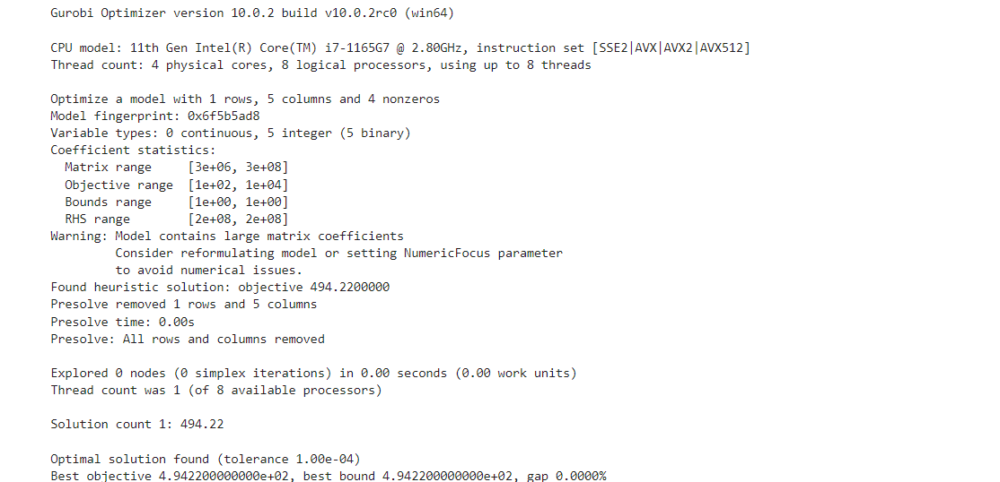 Gurobi Optimizer version 10.0.2 build v10.0.2rc0 (win64)
CPU model: 11th Gen Intel(R) Core(TM) i7-1165G7 @ 2.80GHz, instruction set [SSE2|AVX|AVX2|AVX512]
Thread count: 4 physical cores, 8 logical processors, using up to 8 threads
Optimize a model with 1 rows, 5 columns and 4 nonzeros
Model fingerprint: 0x6f5b5ad8
Variable types: 0 continuous, 5 integer (5 binary)
Coefficient statistics:
Matrix range     [3e+06, 3e+08]
Objective range  [1e+02, 1e+04]
Bounds range     [1e+00, 1e+00]
RHS range        [2e+08, 2e+08]
Warning: Model contains large matrix coefficients
Consider reformulating model or setting NumericFocus parameter
to avoid numerical issues.
Found heuristic solution: objective 494.2200000
Presolve removed 1 rows and 5 columns
Presolve time: 0.00s
Presolve: All rows and columns removed
Explored 0 nodes (0 simplex iterations) in 0.00 seconds (0.00 work units)
Thread count was 1 (of 8 available processors)
Solution count 1: 494.22
Optimal solution found (tolerance 1.00e-04)
Best objective 4.942200000000e+02, best bound 4.942200000000e+02, gap 0.0000%